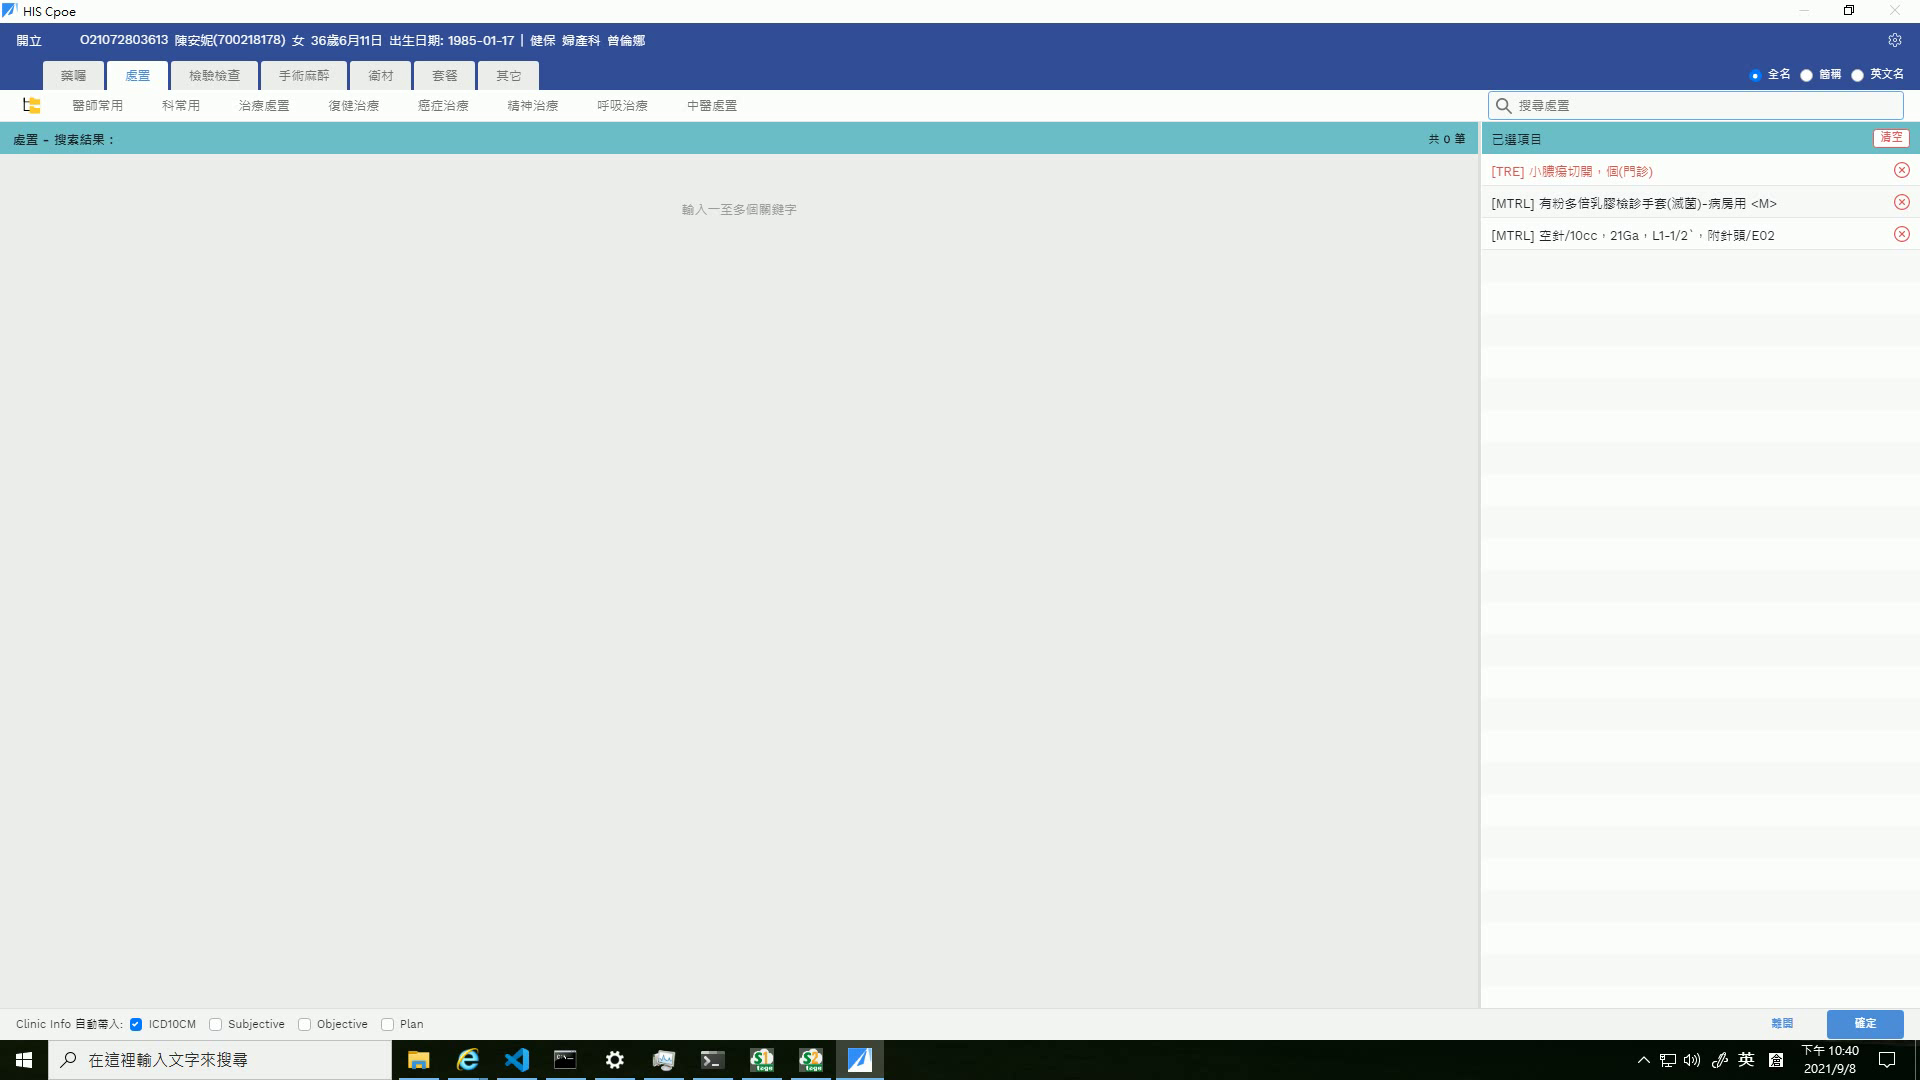 HIS Cpoe
開立 O21072803613 陳安妮(700218178) 女 36歲6月11日 出生日期: 1985-01-17 | 健保 婦產科 曾倫娜
藥囑 處置 檢驗檢查 手術麻醉 衛材 套餐 其它 全名 簡稱 英文名
醫師常用 科常用 治療處置 復健治療 癌症治療 精神治療 呼吸治療 中醫處置 搜尋處置
處置 - 搜索結果： 共 0 筆 已選項目 清空
[TRE] 小膿瘍切開，個(門診)
[MTRL] 有粉多倍乳膠檢診手套(滅菌)-病房用 <M>
輸入一至多個關鍵字
[MTRL] 空針/10cc，21Ga，L1-1/2`，附針頭/E02
Clinic Info 自動帶入: ICD10CM Subjective Objective Plan 離開 確定
在這裡輸入文字來搜尋 英 下午 10:40
2021/9/8